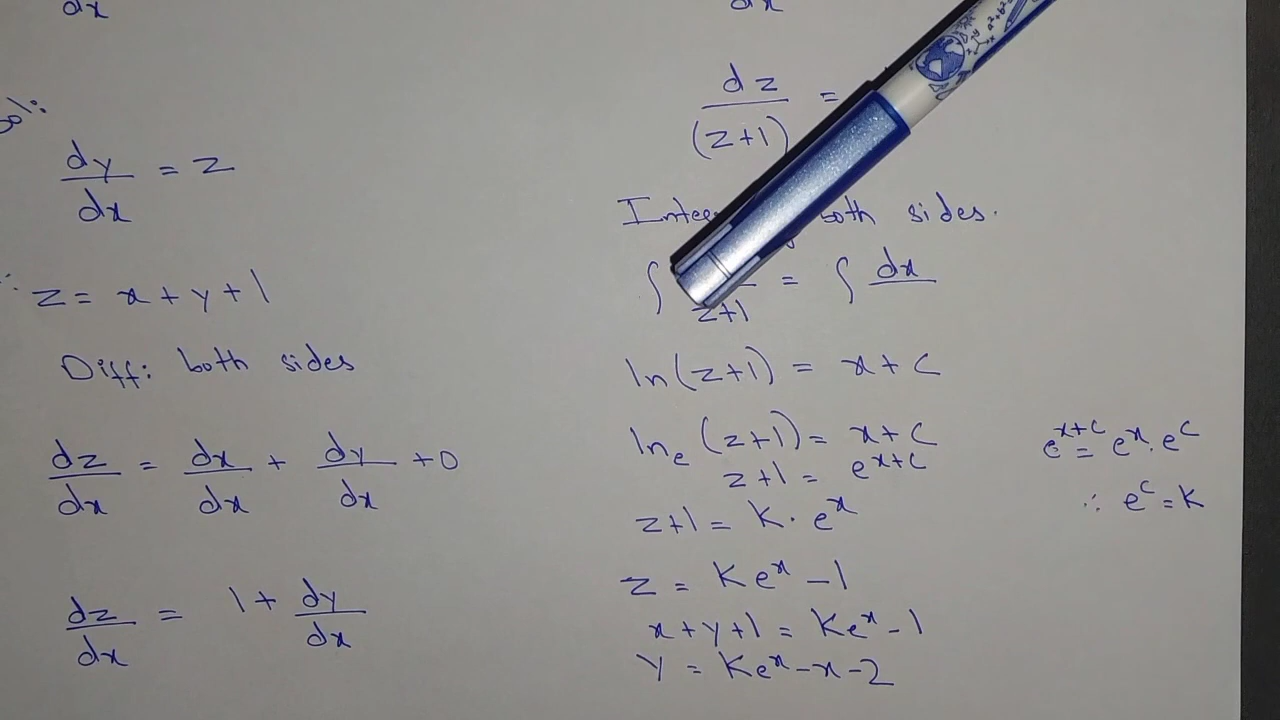 dx
Sol:
dy/dx = z
∴ z = x + y + 1
Diff: both sides
dz/dx = dx/dx + dy/dx + 0
dz/dx = 1 + dy/dx
dx
dz/(z+1) =
both sides.
∫ /z+1 = ∫ dx
ln(z+1) = x + c
lnₑ(z+1) = x + c
z+1 = e^(x+c)
z+1 = K. e^x
z = Ke^x - 1
x + y + 1 = Ke^x - 1
y = Ke^x - x - 2
e^(x+c) = e^x . e^c
∴ e^c = K